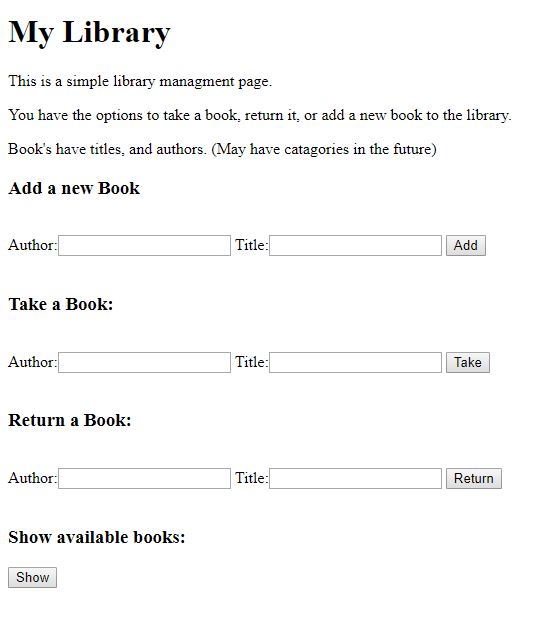 My Library
This is a simple library managment page.
You have the options to take a book, return it, or add a new book to the library.
Book's have titles, and authors. (May have catagories in the future)
Add a new Book
Author: Title: Add
Take a Book:
Author: Title: Take
Return a Book:
Author: Title: Return
Show available books:
Show